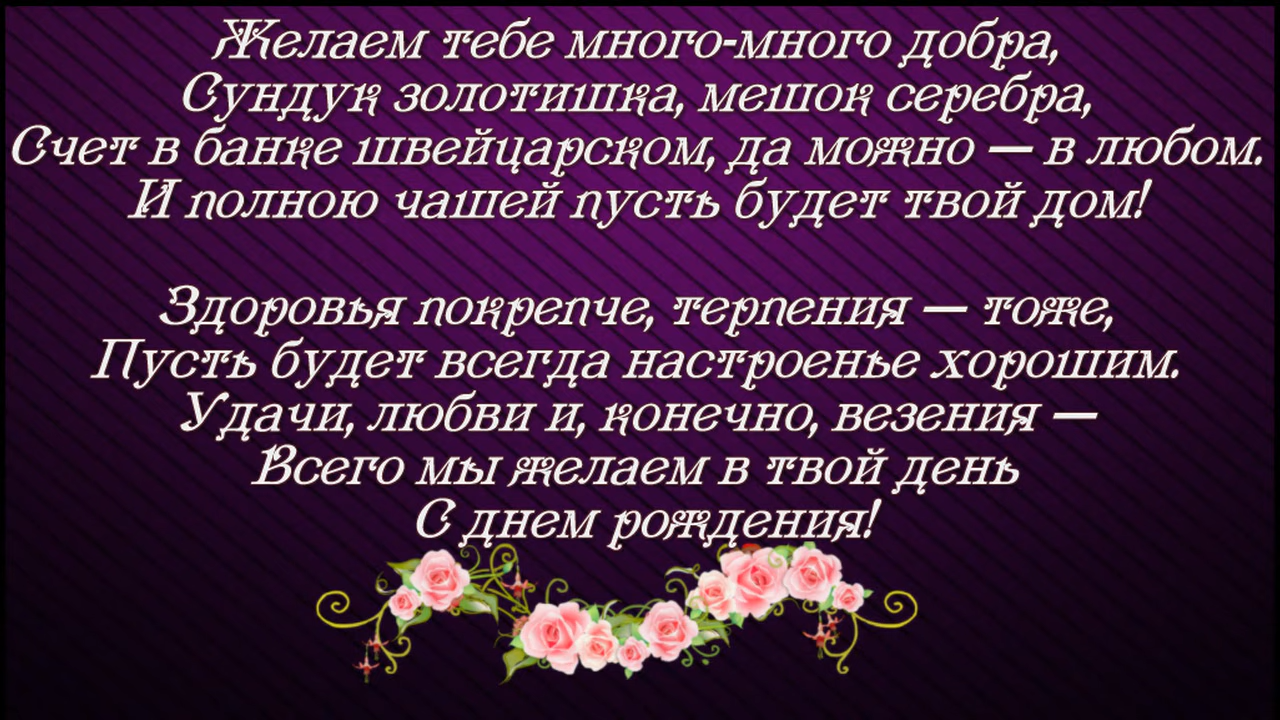 Желаем тебе много-много добра,
Сундук золотишка, мешок серебра,
Счет в банке швейцарском, да можно — в любом.
И полною чашей пусть будет твой дом!
Здоровья покрепче, терпения — тоже,
Пусть будет всегда настроенье хорошим.
Удачи, любви и, конечно, везения —
Всего мы желаем в твой день
С днем рождения!